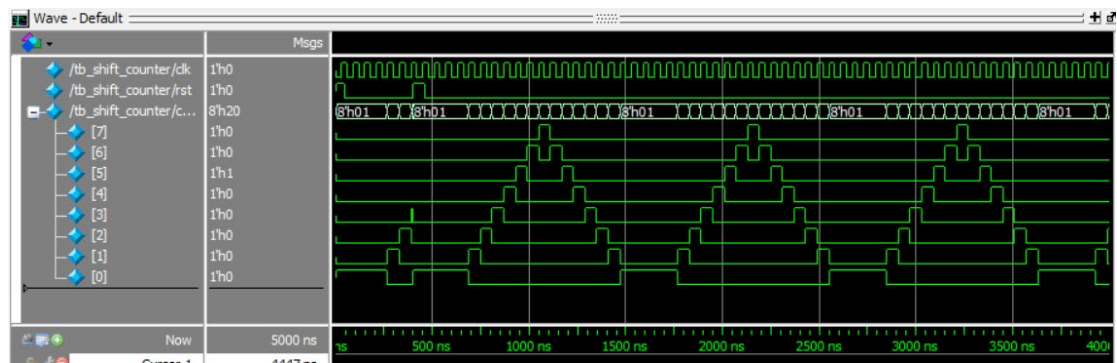 Wave - Default
Msgs
/tb_shift_counter/clk 1'h0
/tb_shift_counter/rst 1'h0
/tb_shift_counter/c... 8'h20 8'h01 8'h01 8'h01 8'h01 8'h01
[7] 1'h0
[6] 1'h0
[5] 1'h1
[4] 1'h0
[3] 1'h0
[2] 1'h0
[1] 1'h0
[0] 1'h0
Now 5000 ns ns 500 ns 1000 ns 1500 ns 2000 ns 2500 ns 3000 ns 3500 ns 400
Cursor 1 4447 ns